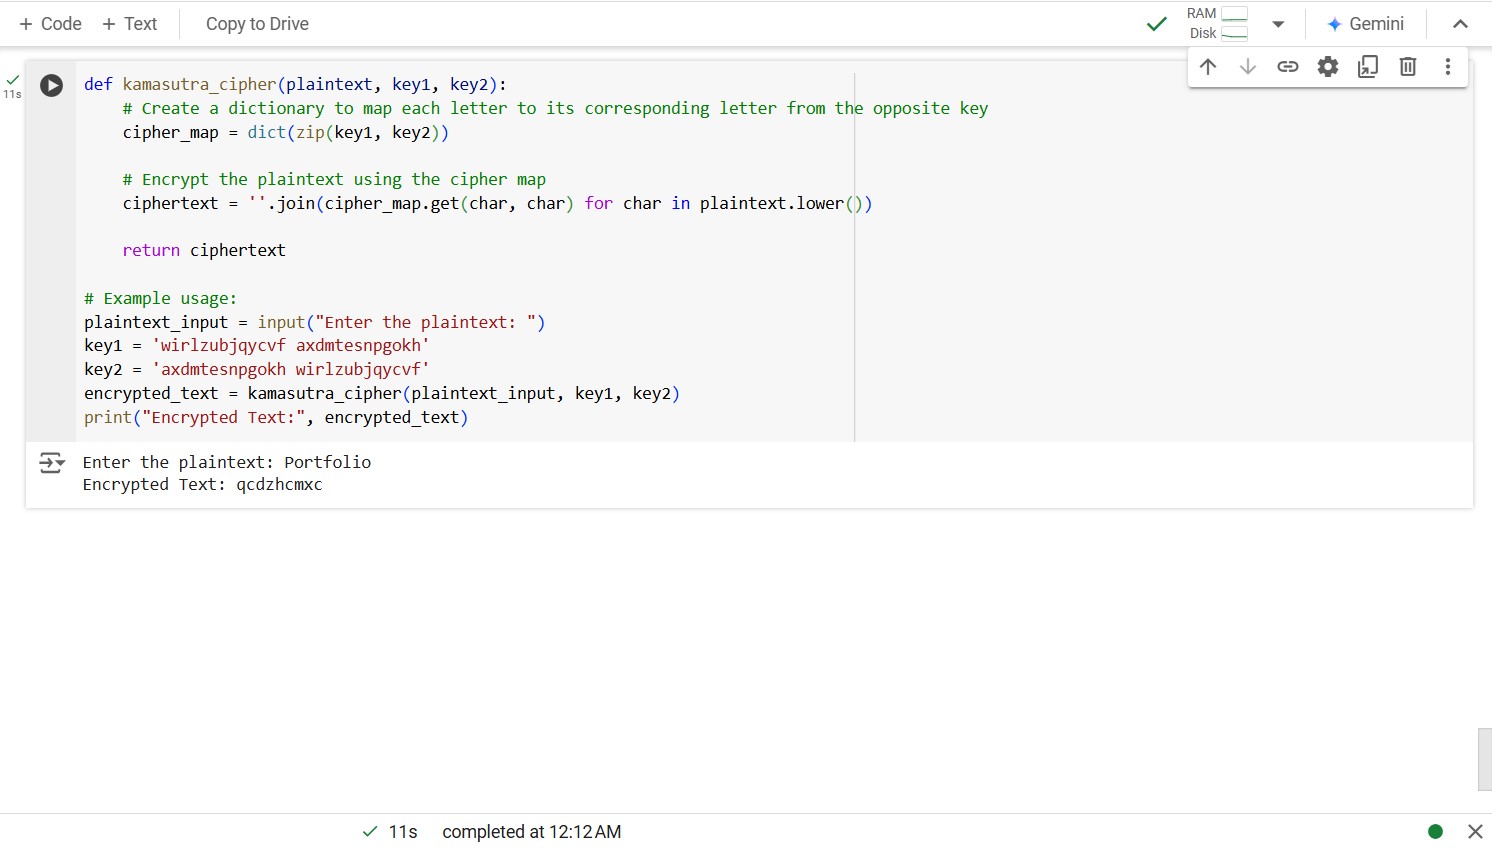 + Code + Text Copy to Drive RAM Disk Gemini
11s
def kamasutra_cipher(plaintext, key1, key2):
    # Create a dictionary to map each letter to its corresponding letter from the opposite key
    cipher_map = dict(zip(key1, key2))
    # Encrypt the plaintext using the cipher map
    ciphertext = ''.join(cipher_map.get(char, char) for char in plaintext.lower())
    return ciphertext
# Example usage:
plaintext_input = input("Enter the plaintext: ")
key1 = 'wirlzubjqycvf axdmtesnpgokh'
key2 = 'axdmtesnpgokh wirlzubjqycvf'
encrypted_text = kamasutra_cipher(plaintext_input, key1, key2)
print("Encrypted Text:", encrypted_text)
Enter the plaintext: Portfolio
Encrypted Text: qcdzhcmxc
11s completed at 12:12 AM